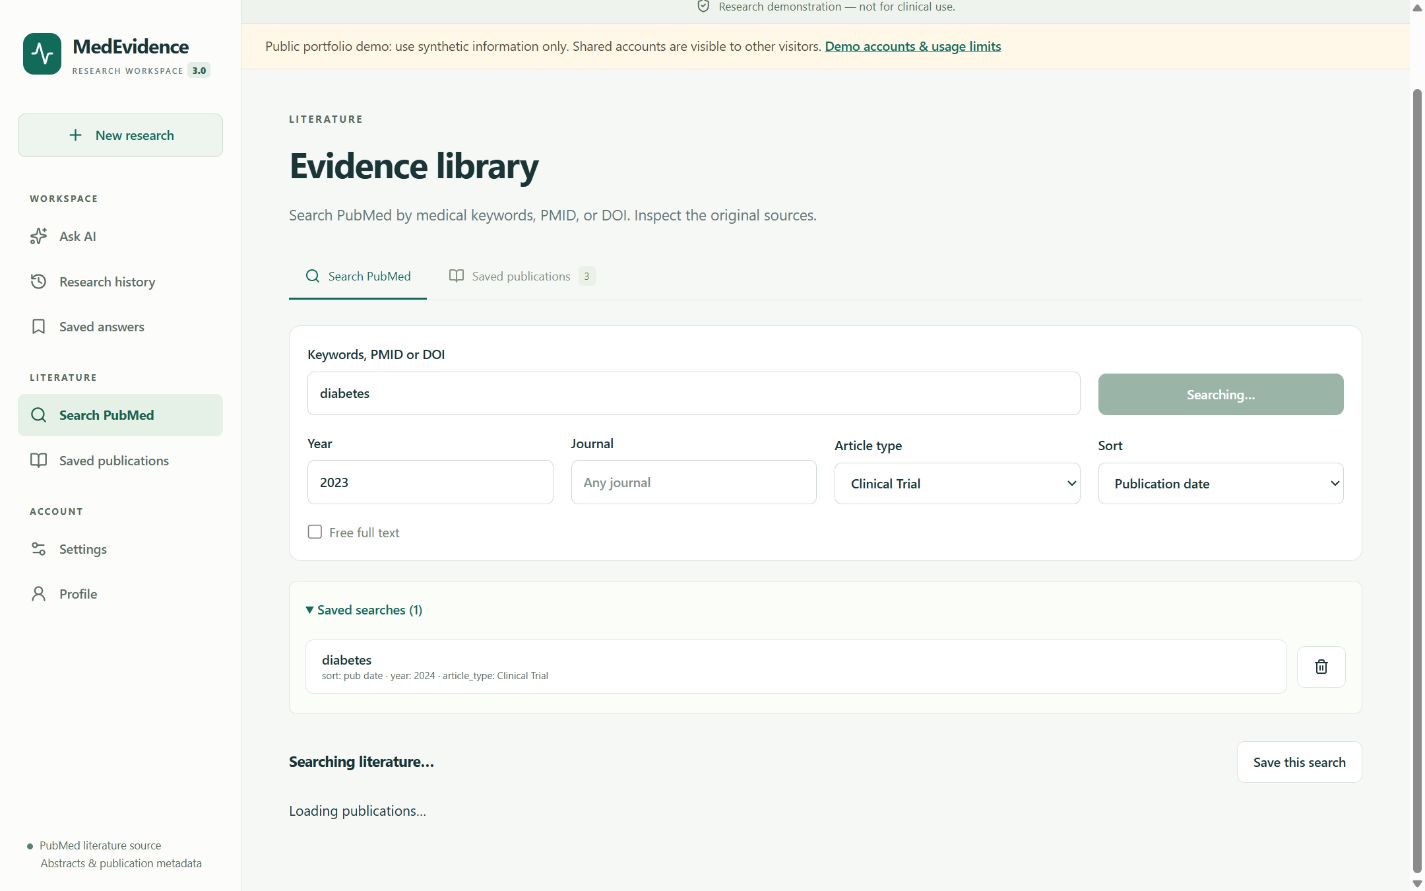 MedEvidence
RESEARCH WORKSPACE 3.0
New research
WORKSPACE
Ask AI
Research history
Saved answers
LITERATURE
Search PubMed
Saved publications
ACCOUNT
Settings
Profile
PubMed literature source
Abstracts & publication metadata
Research demonstration — not for clinical use.
Public portfolio demo: use synthetic information only. Shared accounts are visible to other visitors. Demo accounts & usage limits
LITERATURE
Evidence library
Search PubMed by medical keywords, PMID, or DOI. Inspect the original sources.
Search PubMed Saved publications 3
Keywords, PMID or DOI
diabetes Searching...
Year Journal Article type Sort
2023 Any journal Clinical Trial Publication date
Free full text
Saved searches (1)
diabetes
sort: pub date · year: 2024 · article_type: Clinical Trial
Searching literature... Save this search
Loading publications...